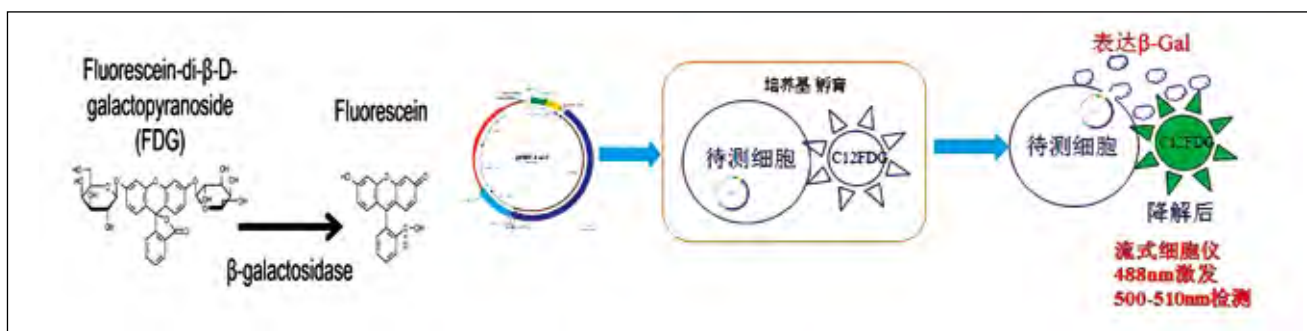 Fluorescein-di-β-D-
galactopyranoside
(FDG)
Fluorescein
β-galactosidase
培养基 孵育
待测细胞
C12FDG
表达β-Gal
待测细胞
C12FDG
降解后
流式细胞仪
488nm激发
500-510nm检测